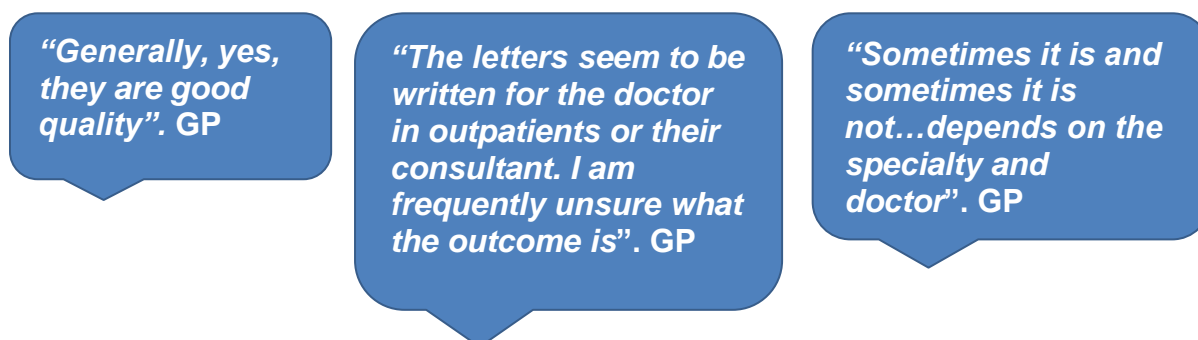 “Generally, yes,
they are good
quality”. GP
“The letters seem to be
written for the doctor
in outpatients or their
consultant. I am
frequently unsure what
the outcome is”. GP
“Sometimes it is and
sometimes it is
not…depends on the
specialty and
doctor”. GP